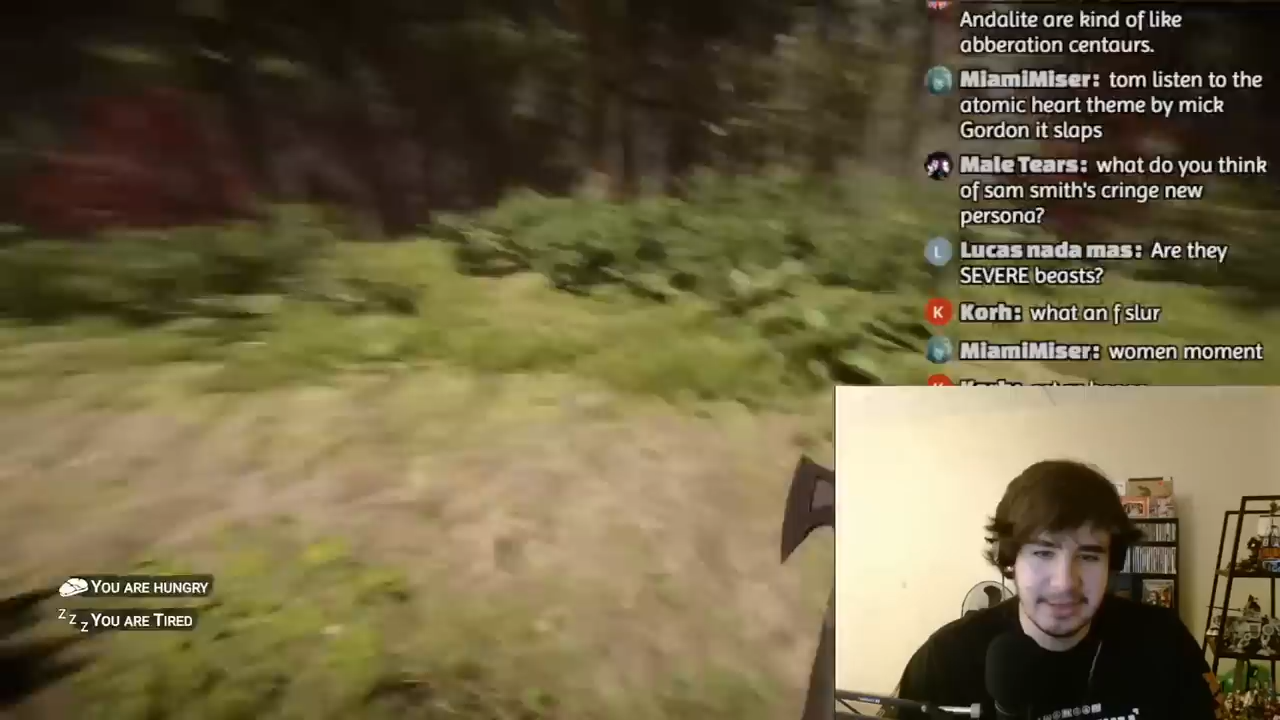 Andalite are kind of like
abberation centaurs.
MiamiMiser: tom listen to the
atomic heart theme by mick
Gordon it slaps
Male Tears: what do you think
of sam smith's cringe new
persona?
Lucas nada mas: Are they
SEVERE beasts?
K Korh: what an f slur
MiamiMiser: women moment
YOU ARE HUNGRY
z z z YOU ARE TIRED